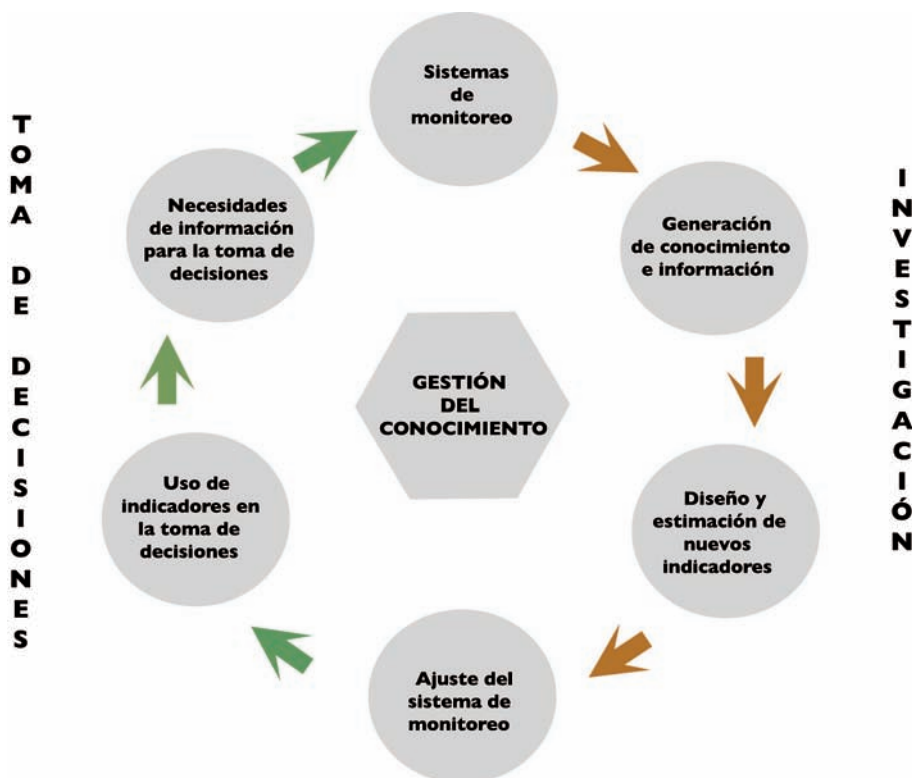 Sistemas
de
monitoreo
Generación
de conocimiento
e información
Diseño y
estimación de
nuevos
indicadores
Ajuste del
sistema de
monitoreo
Uso de
indicadores en
la toma de
decisiones
Necesidades
de información
para la toma de
decisiones
GESTIÓN
DEL
CONOCIMIENTO
TOMA DE DECISIONES
INVESTIGACIÓN